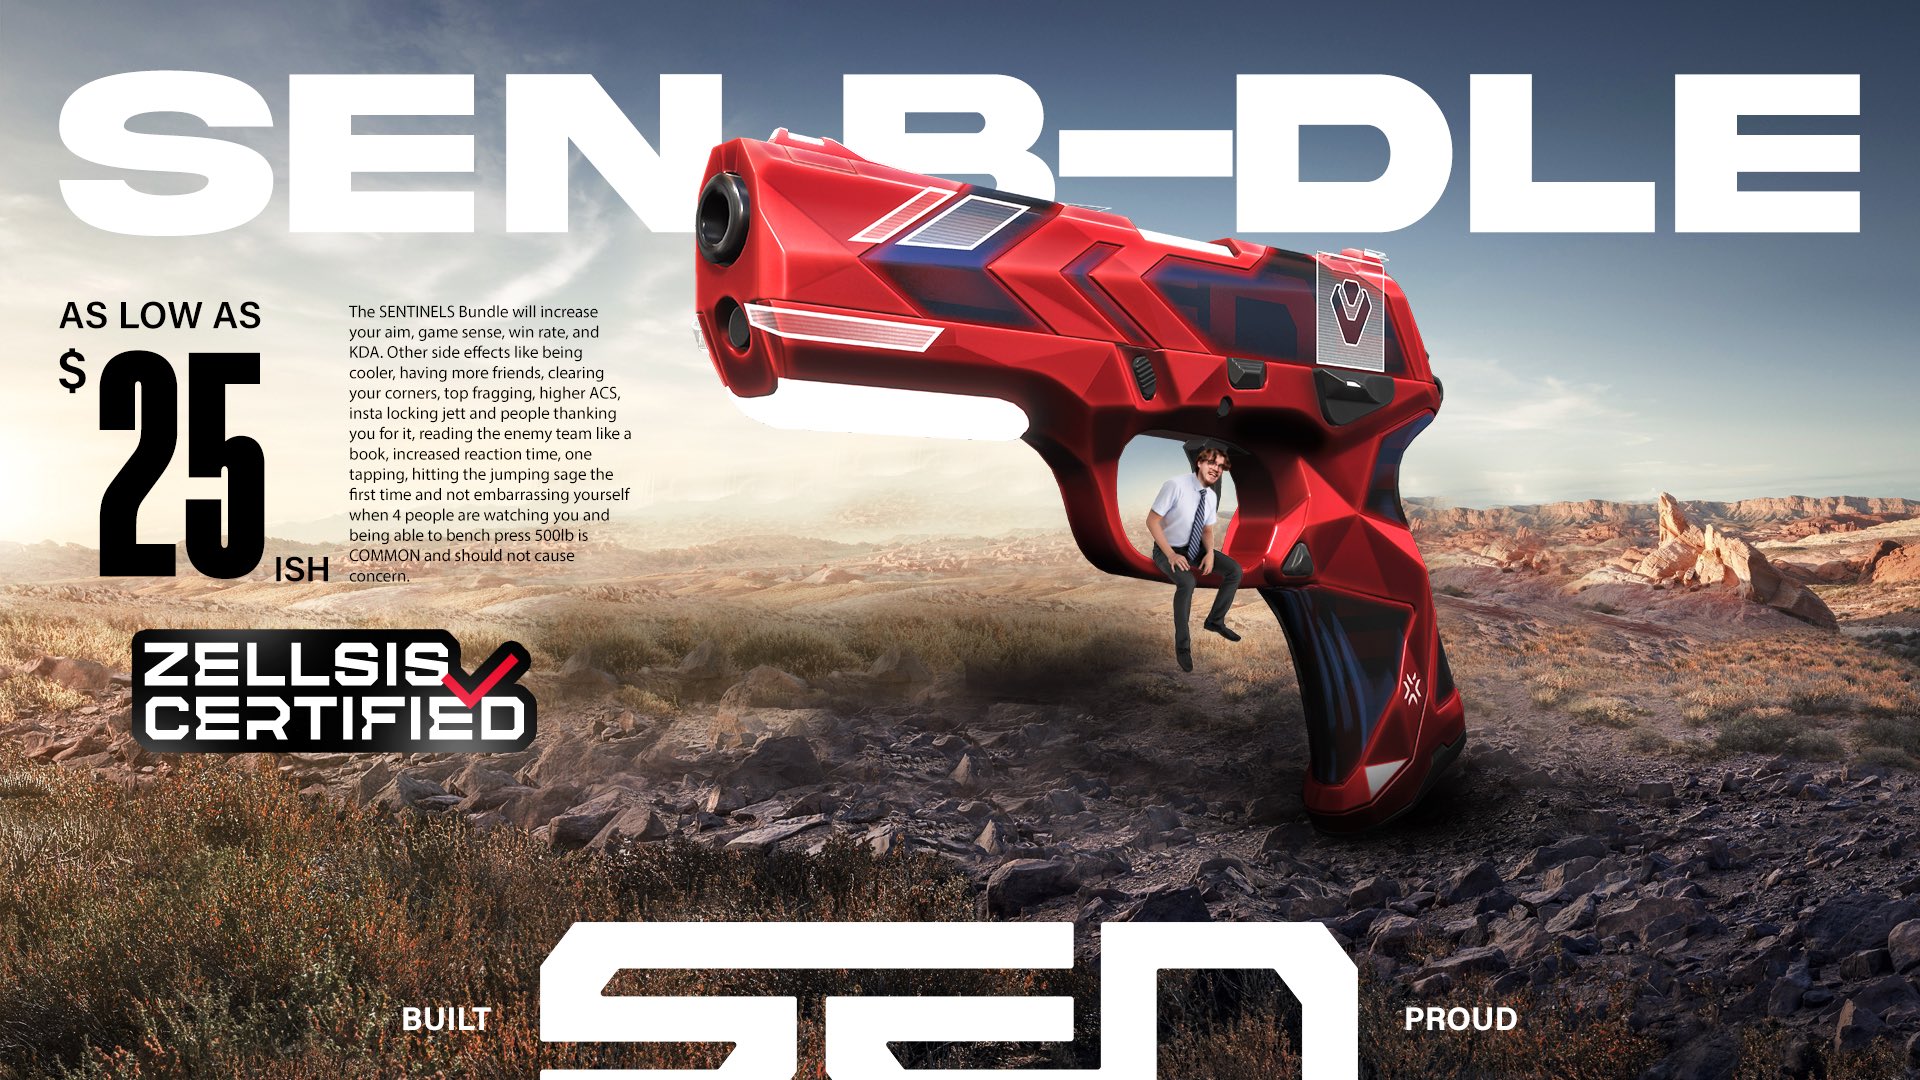 SEN B—DLE
AS LOW AS
$25ISH
The SENTINELS Bundle will increase
your aim, game sense, win rate, and
KDA. Other side effects like being
cooler, having more friends, clearing
your corners, top fragging, higher ACS,
insta locking jett and people thanking
you for it, reading the enemy team like a
book, increased reaction time, one
tapping, hitting the jumping sage the
first time and not embarrassing yourself
when 4 people are watching you and
being able to bench press 500lb is
COMMON and should not cause
concern.
ZELLSIS
CERTIFIED
BUILT SEN PROUD